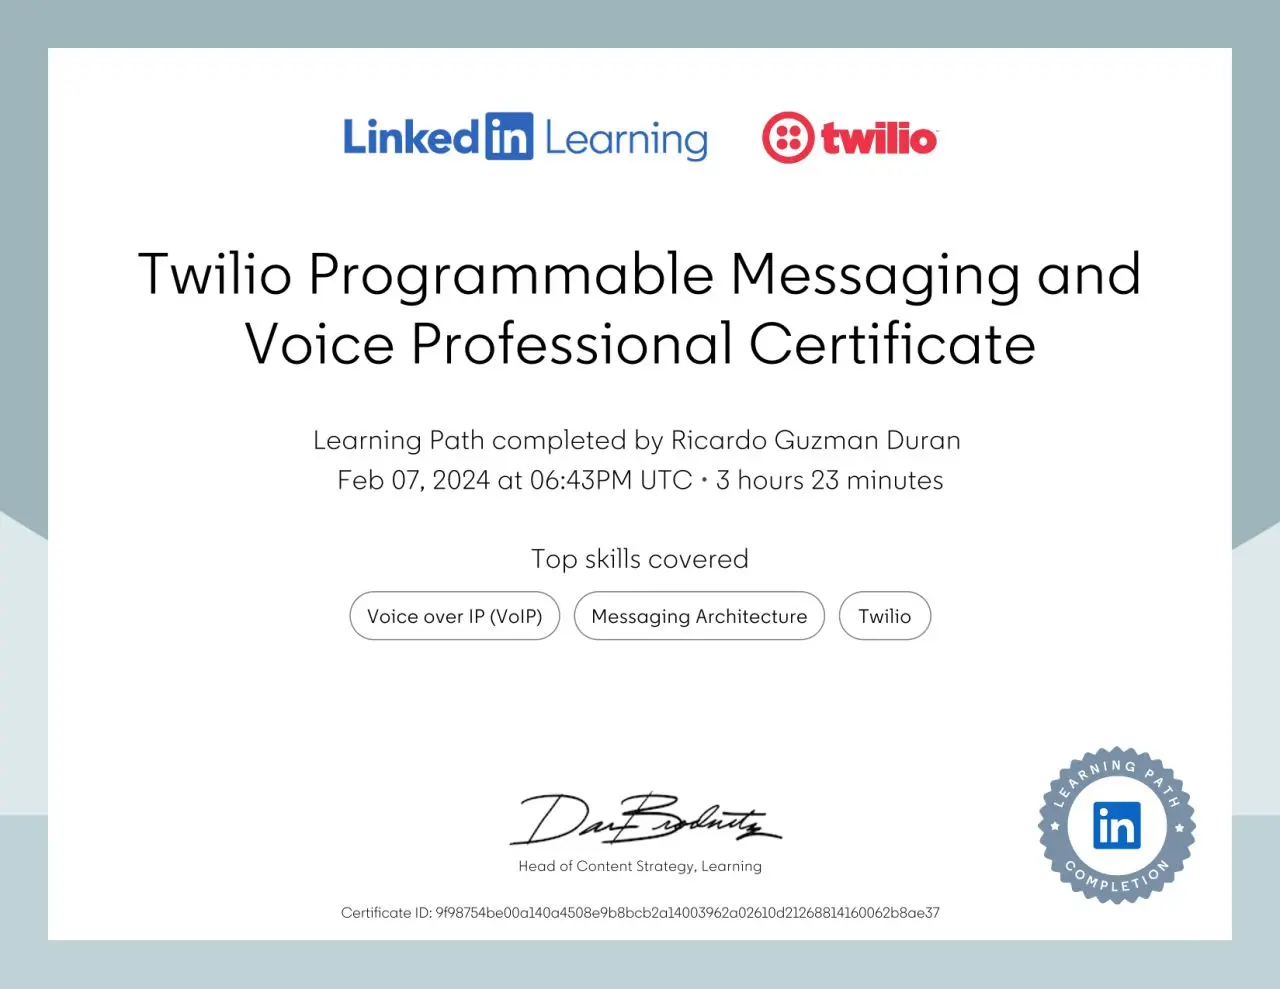 LinkedIn Learning twilio
Twilio Programmable Messaging and
Voice Professional Certificate
Learning Path completed by Ricardo Guzman Duran
Feb 07, 2024 at 06:43PM UTC • 3 hours 23 minutes
Top skills covered
Voice over IP (VoIP) Messaging Architecture Twilio
Dan Brodnitz
Head of Content Strategy, Learning
Certificate ID: 9f98754be00a140a4508e9b8bcb2a14003962a02610d21268814160062b8ae37
LEARNING PATH
in
COMPLETION